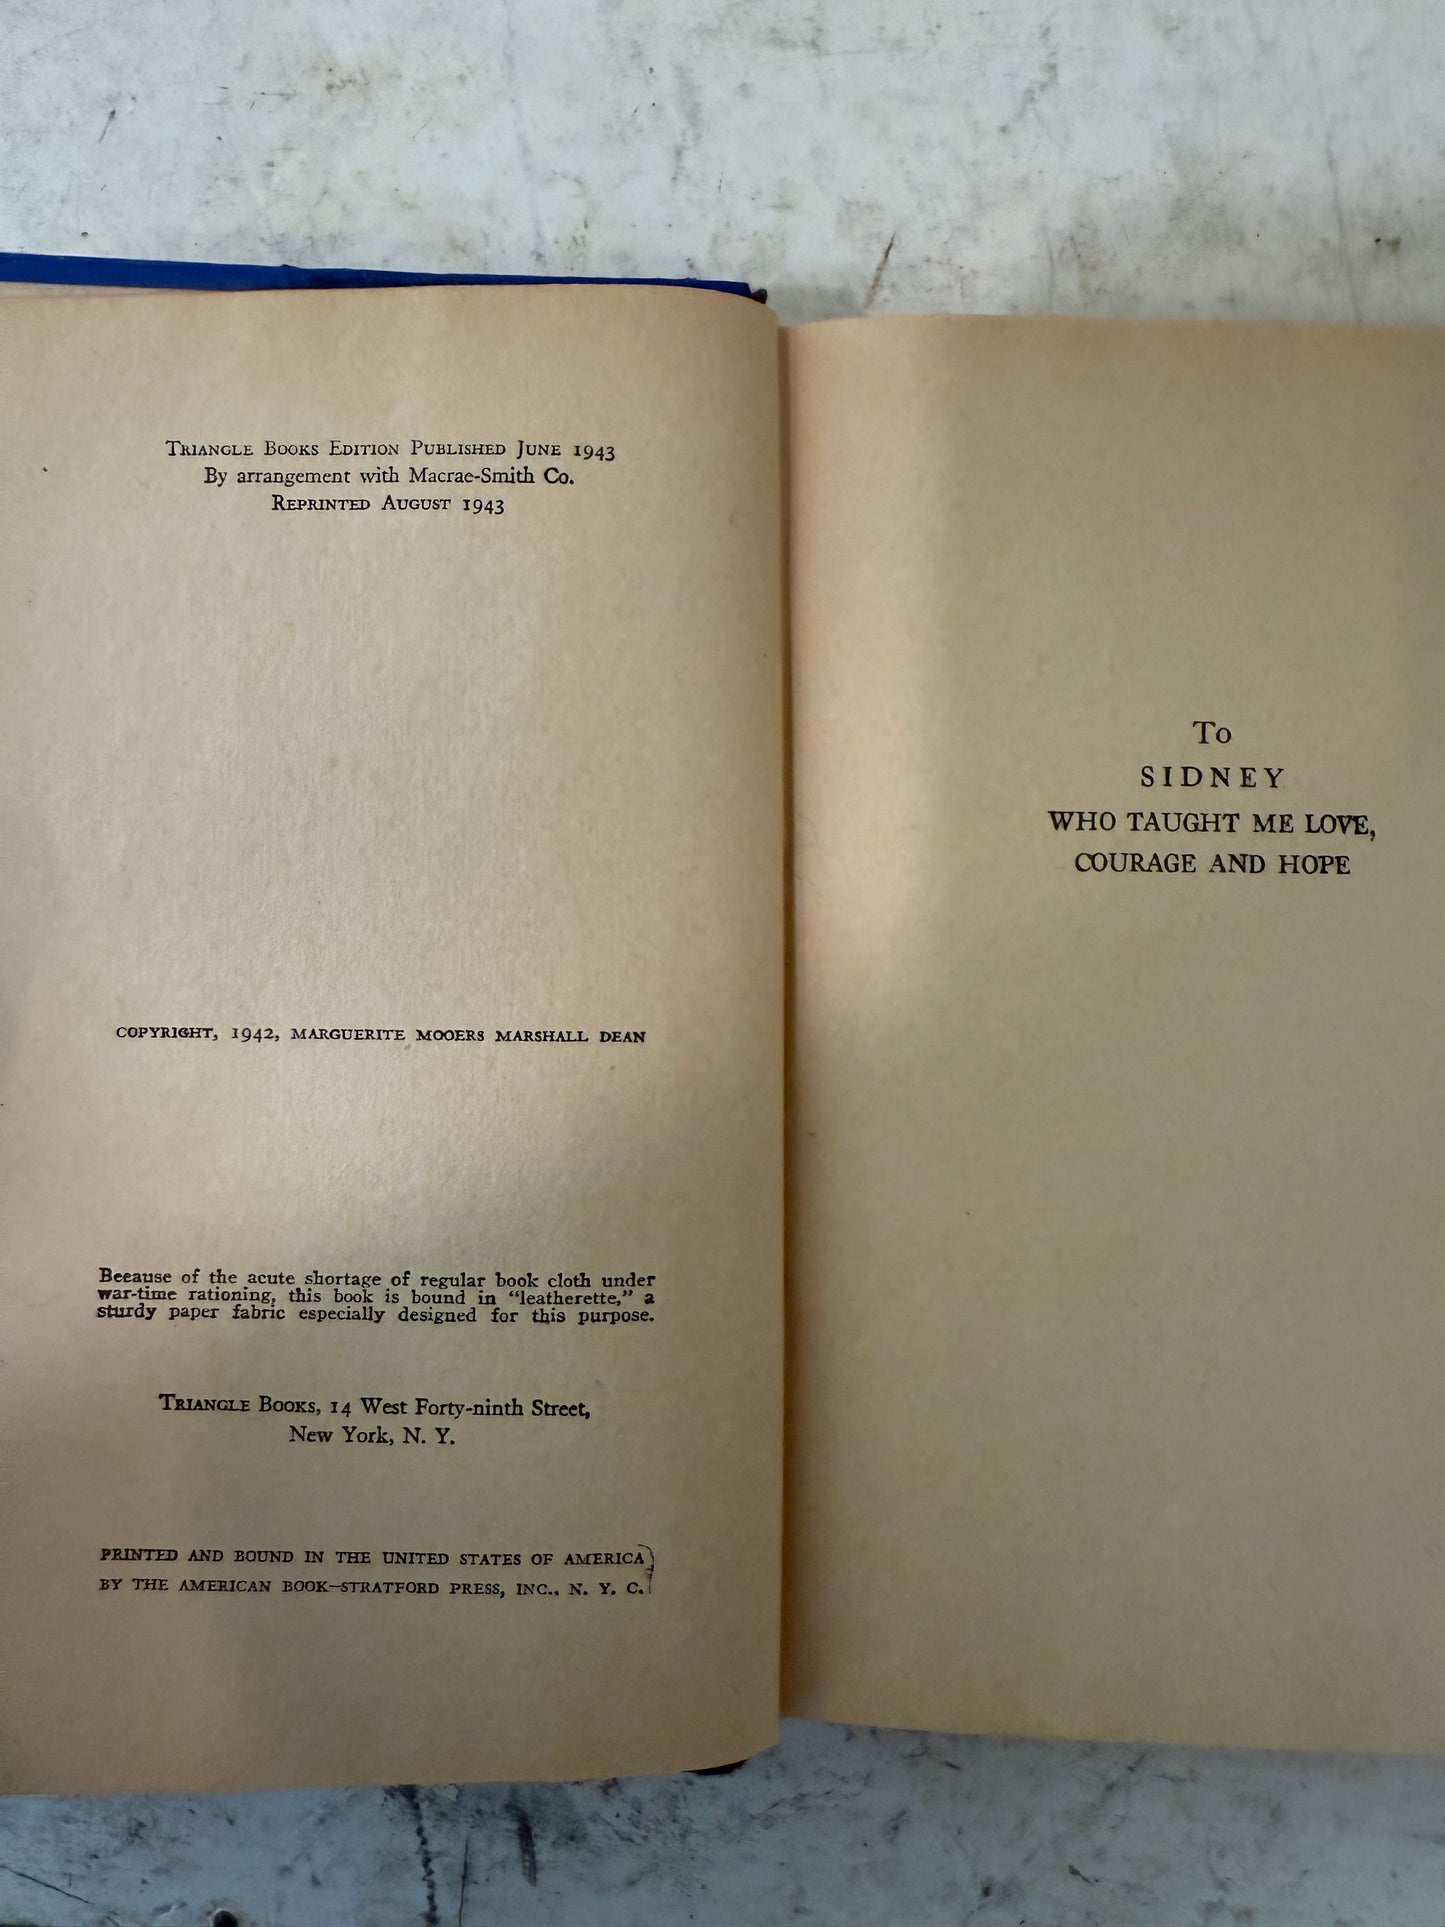 Triangle Books Edition Published June 1943
By arrangement with Macrae-Smith Co.
Reprinted August 1943
COPYRIGHT, 1942, MARGUERITE MOOERS MARSHALL DEAN
Because of the acute shortage of regular book cloth under
war-time rationing, this book is bound in “leatherette,” a
sturdy paper fabric especially designed for this purpose.
Triangle Books, 14 West Forty-ninth Street,
New York, N. Y.
PRINTED AND BOUND IN THE UNITED STATES OF AMERICA
BY THE AMERICAN BOOK—STRATFORD PRESS, INC., N. Y. C.
To
SIDNEY
WHO TAUGHT ME LOVE,
COURAGE AND HOPE